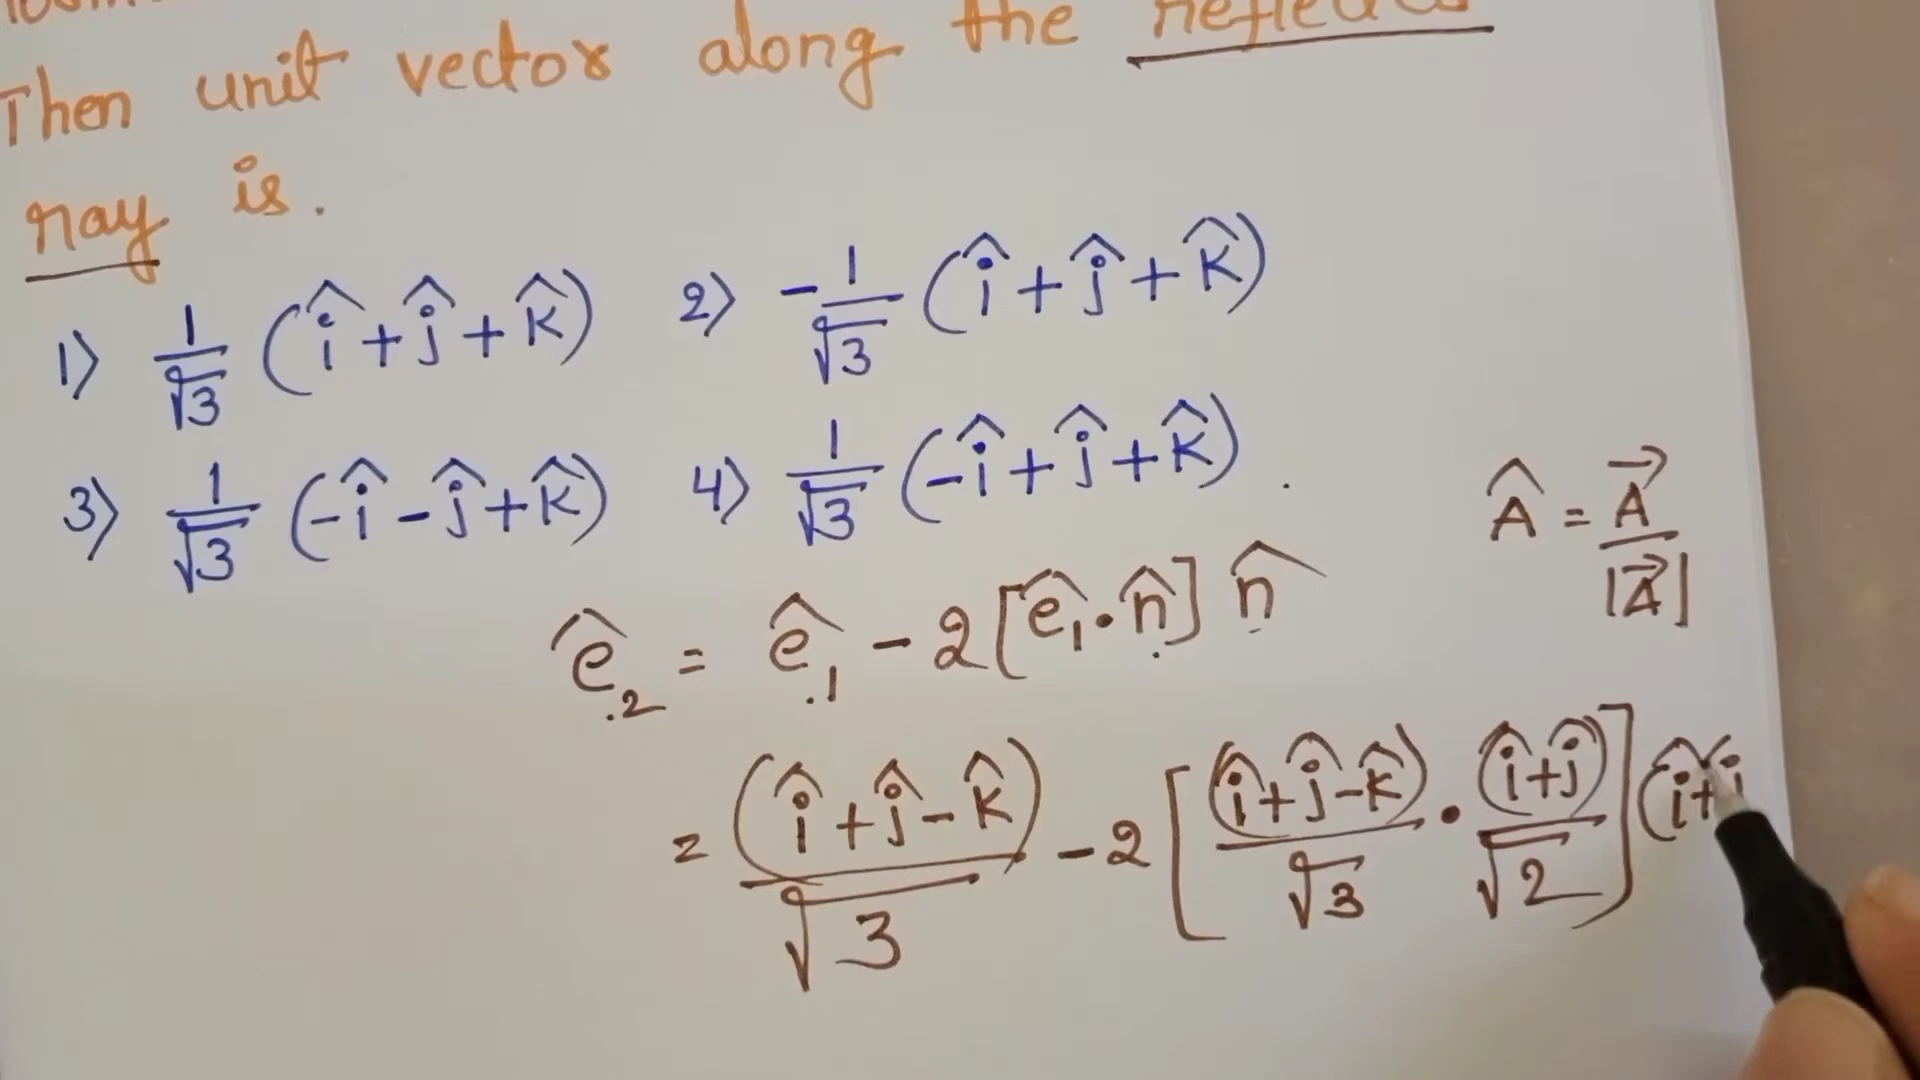 Then unit vector along the
ray is.
1) 1/√3 (î+ĵ+k̂) 2) -1/√3 (î+ĵ+k̂)
3) 1/√3 (-î-ĵ+k̂) 4) 1/√3 (-î+ĵ+k̂).
Â = A⃗/|A⃗|
ê₂ = ê₁ - 2[ê₁·n̂] n̂
= (î+ĵ-k̂)/√3 - 2[(î+ĵ-k̂)/√3 · (î+ĵ)/√2](î+j